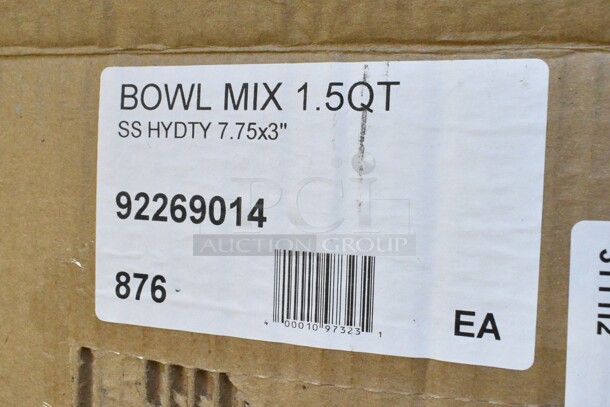 BOWL MIX 1.5QT
SS HYDTY 7.75x3"
92269014
PCI
AUCTION GROUP
876
4 00010 97323 1
EA